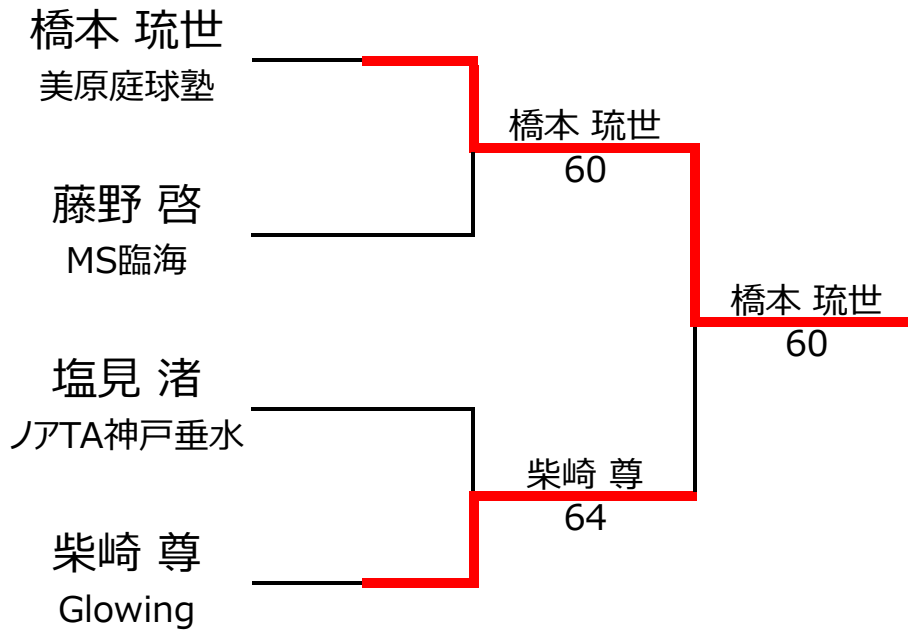 橋本 琉世
美原庭球塾
橋本 琉世
60
藤野 啓
MS臨海
橋本 琉世
60
塩見 渚
ノアTA神戸垂水
柴崎 尊
64
柴崎 尊
Glowing